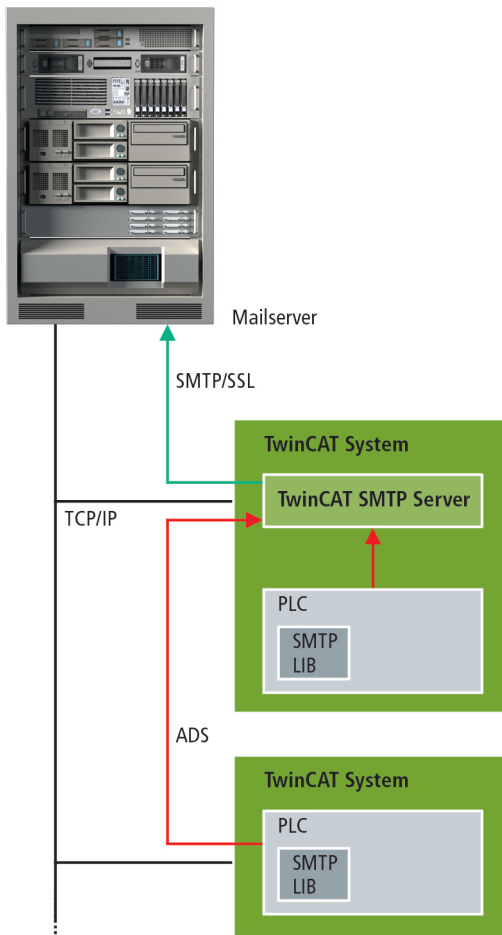 Mailserver
SMTP/SSL
TwinCAT System
TwinCAT SMTP Server
TCP/IP
PLC
SMTP
LIB
ADS
TwinCAT System
PLC
SMTP
LIB